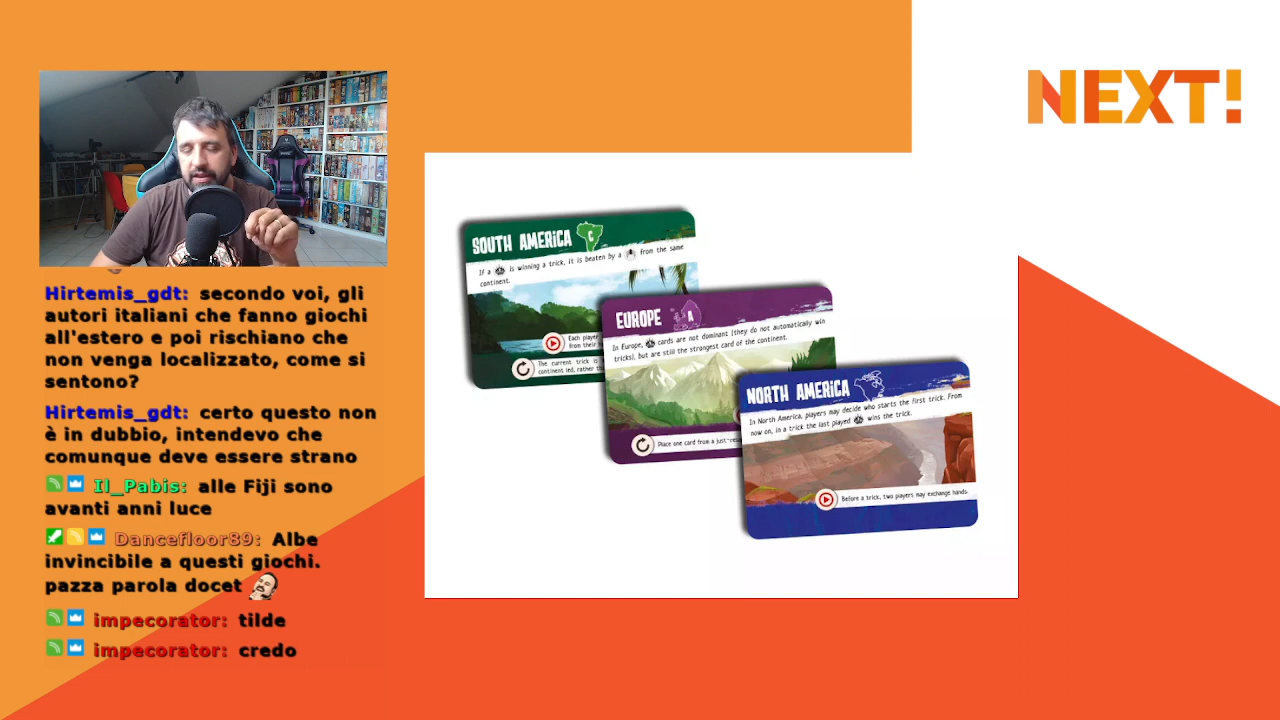 NEXT!
SOUTH AMERICA C
If a is winning a trick, it is beaten by a from the same
continent.
Each player
from their
The current trick is
continent led, rather th
EUROPE A
In Europe, cards are not dominant (they do not automatically win
tricks), but are still the strongest card of the continent.
Place one card from a just-resu
NORTH AMERICA
In North America, players may decide who starts the first trick. From
now on, in a trick the last played wins the trick.
Before a trick, two players may exchange hands.
Hirtemis_gdt: secondo voi, gli
autori italiani che fanno giochi
all'estero e poi rischiano che
non venga localizzato, come si
sentono?
Hirtemis_gdt: certo questo non
è in dubbio, intendevo che
comunque deve essere strano
Il_Pabis: alle Fiji sono
avanti anni luce
Dancefloor89: Albe
invincibile a questi giochi.
pazza parola docet
impecorator: tilde
impecorator: credo